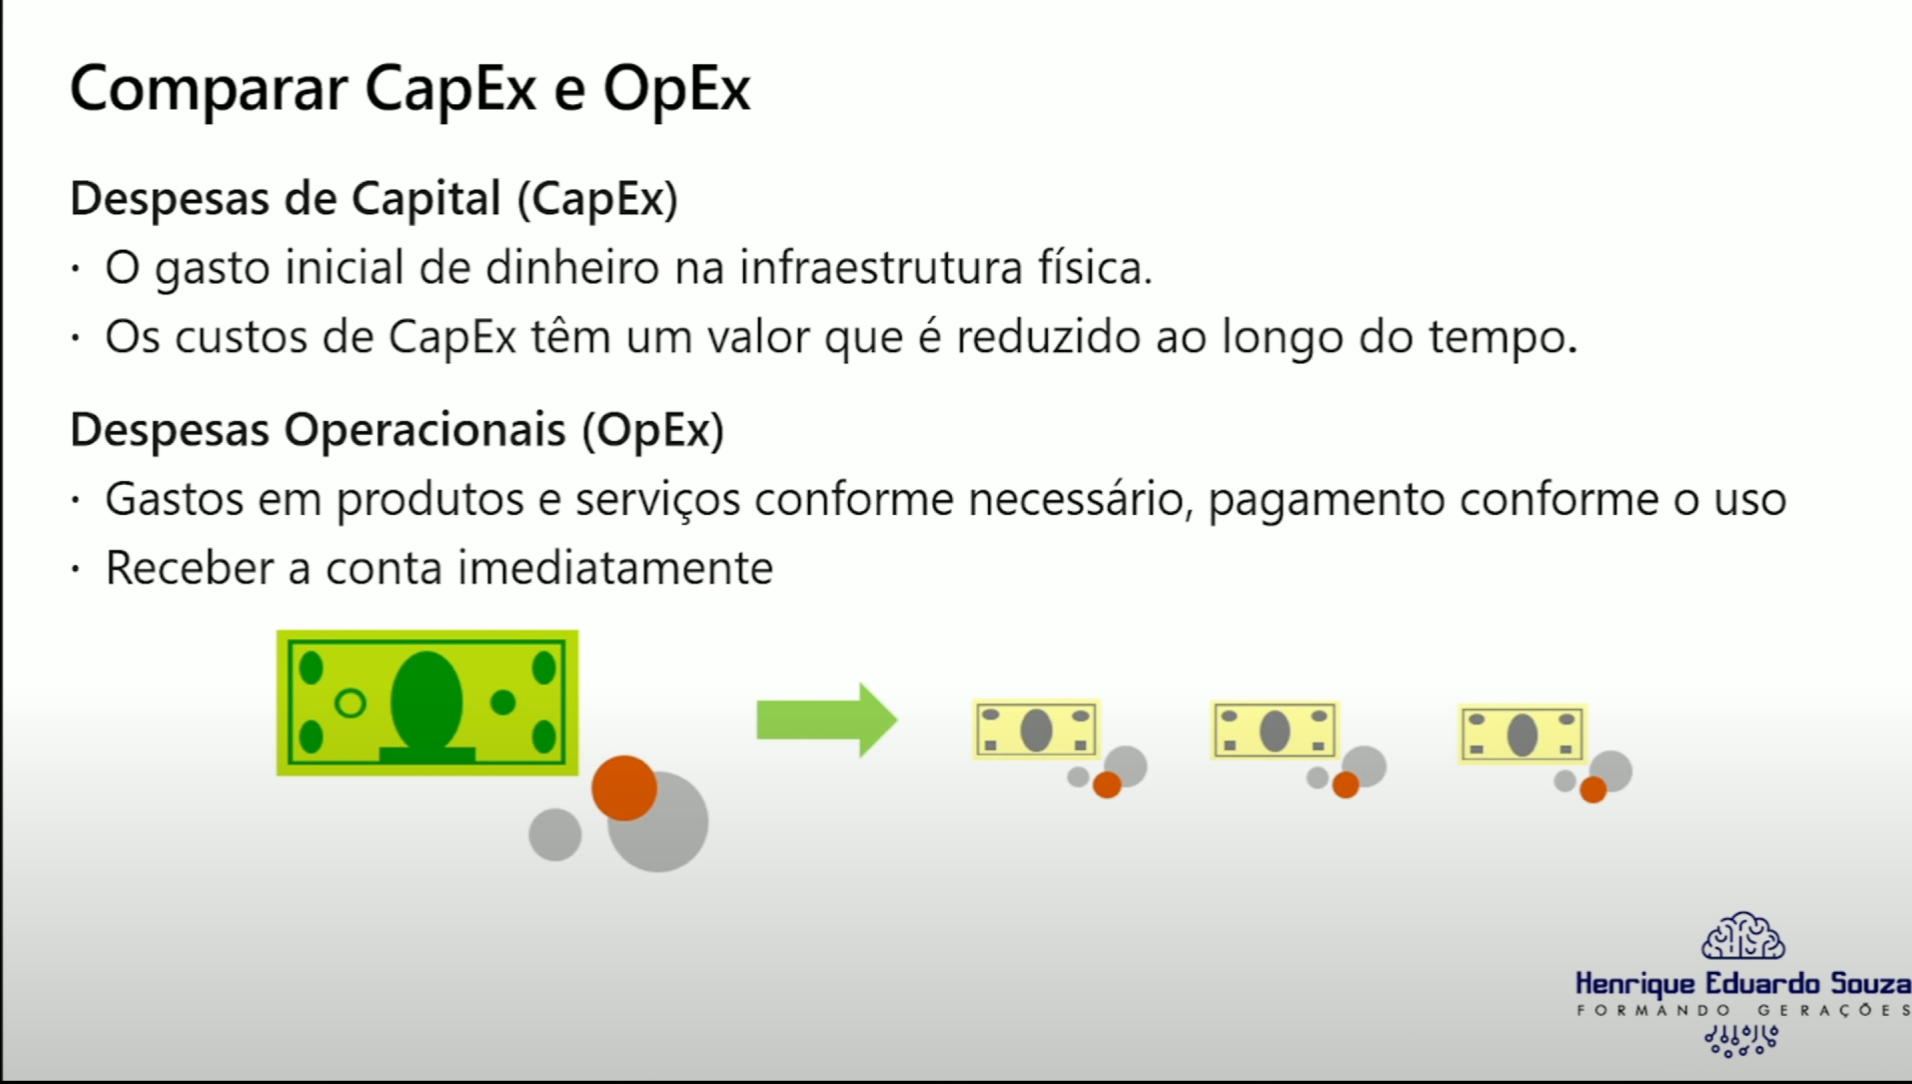 Comparar CapEx e OpEx
Despesas de Capital (CapEx)
· O gasto inicial de dinheiro na infraestrutura física.
· Os custos de CapEx têm um valor que é reduzido ao longo do tempo.
Despesas Operacionais (OpEx)
· Gastos em produtos e serviços conforme necessário, pagamento conforme o uso
· Receber a conta imediatamente
Henrique Eduardo Souza
FORMANDO GERAÇÕES